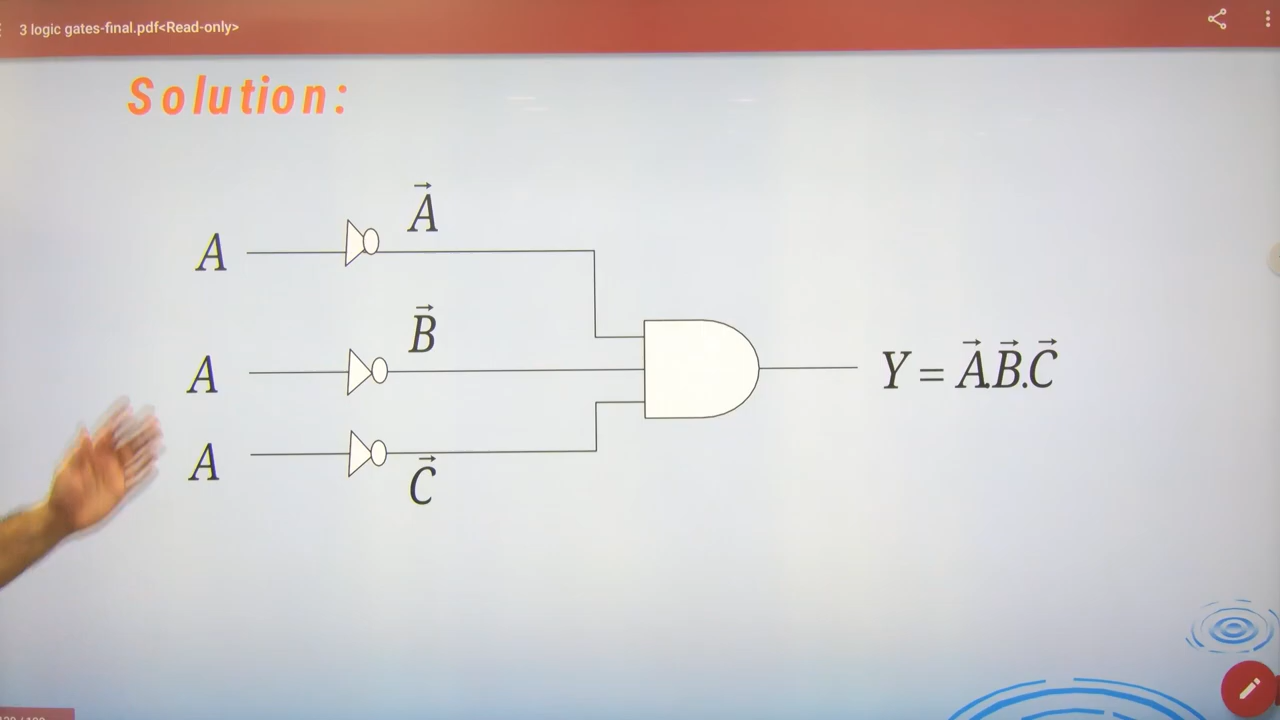 3 logic gates-final.pdf<Read-only>
Solution:
A⃗
A
B⃗
A
Y = A⃗.B⃗.C⃗
A
C⃗